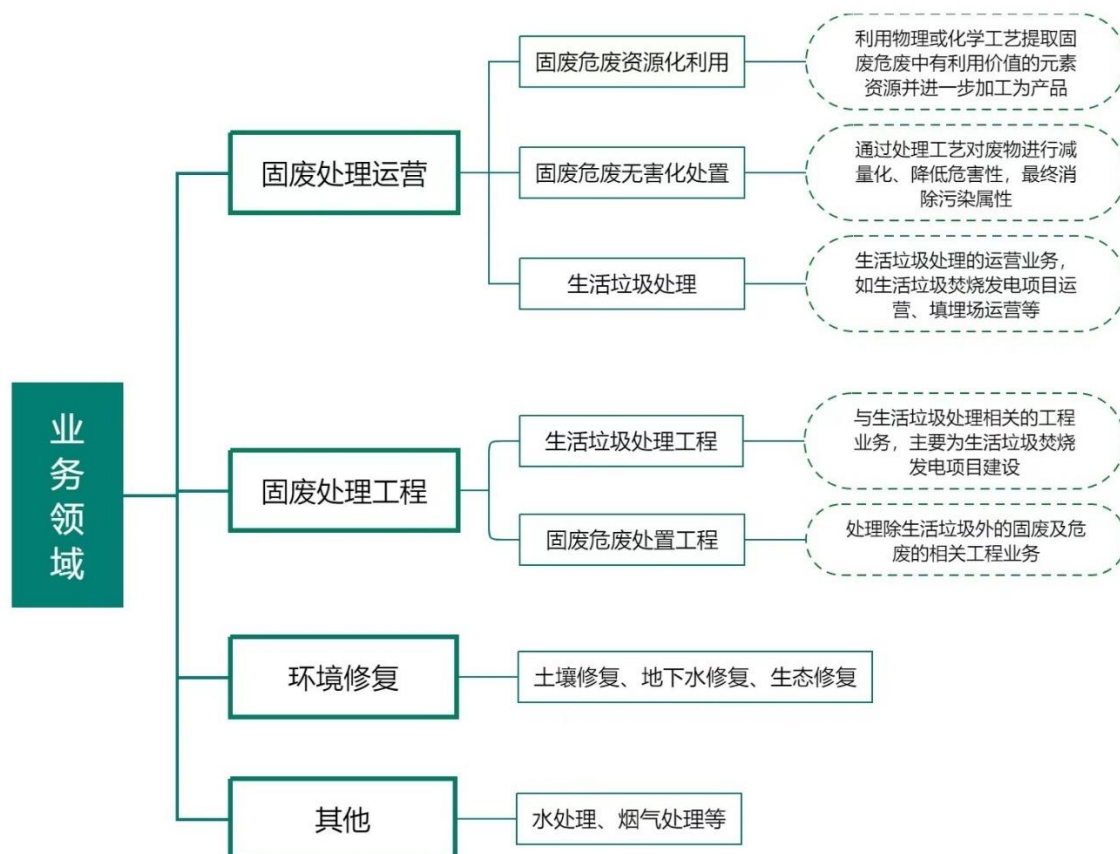 业
务
领
域
固废处理运营
固废危废资源化利用
利用物理或化学工艺提取固
废危废中有利用价值的元素
资源并进一步加工为产品
固废危废无害化处置
通过处理工艺对废物进行减
量化、降低危害性，最终消
除污染属性
生活垃圾处理
生活垃圾处理的运营业务，
如生活垃圾焚烧发电项目运
营、填埋场运营等
固废处理工程
生活垃圾处理工程
与生活垃圾处理相关的工程
业务，主要为生活垃圾焚烧
发电项目建设
固废危废处置工程
处理除生活垃圾外的固废及危
废的相关工程业务
环境修复
土壤修复、地下水修复、生态修复
其他
水处理、烟气处理等